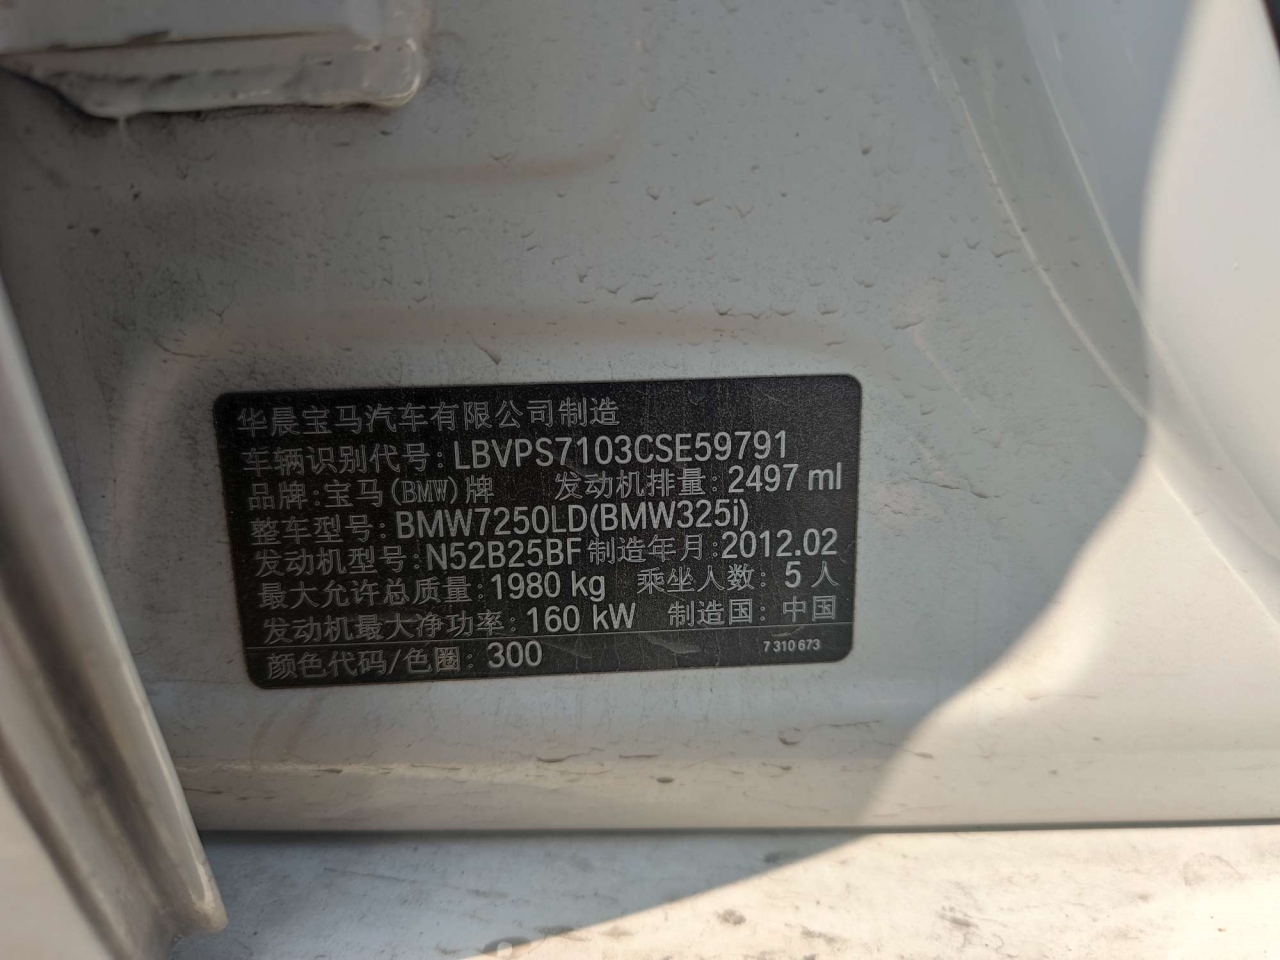 华晨宝马汽车有限公司制造
车辆识别代号: LBVPS7103CSE59791
品牌:宝马(BMW)牌 发动机排量: 2497 ml
整车型号: BMW7250LD(BMW325i)
发动机型号: N52B25BF 制造年月:2012.02
最大允许总质量: 1980 kg 乘坐人数: 5 人
发动机最大净功率: 160 kW 制造国: 中国
颜色代码/色圈: 300 7 310 673